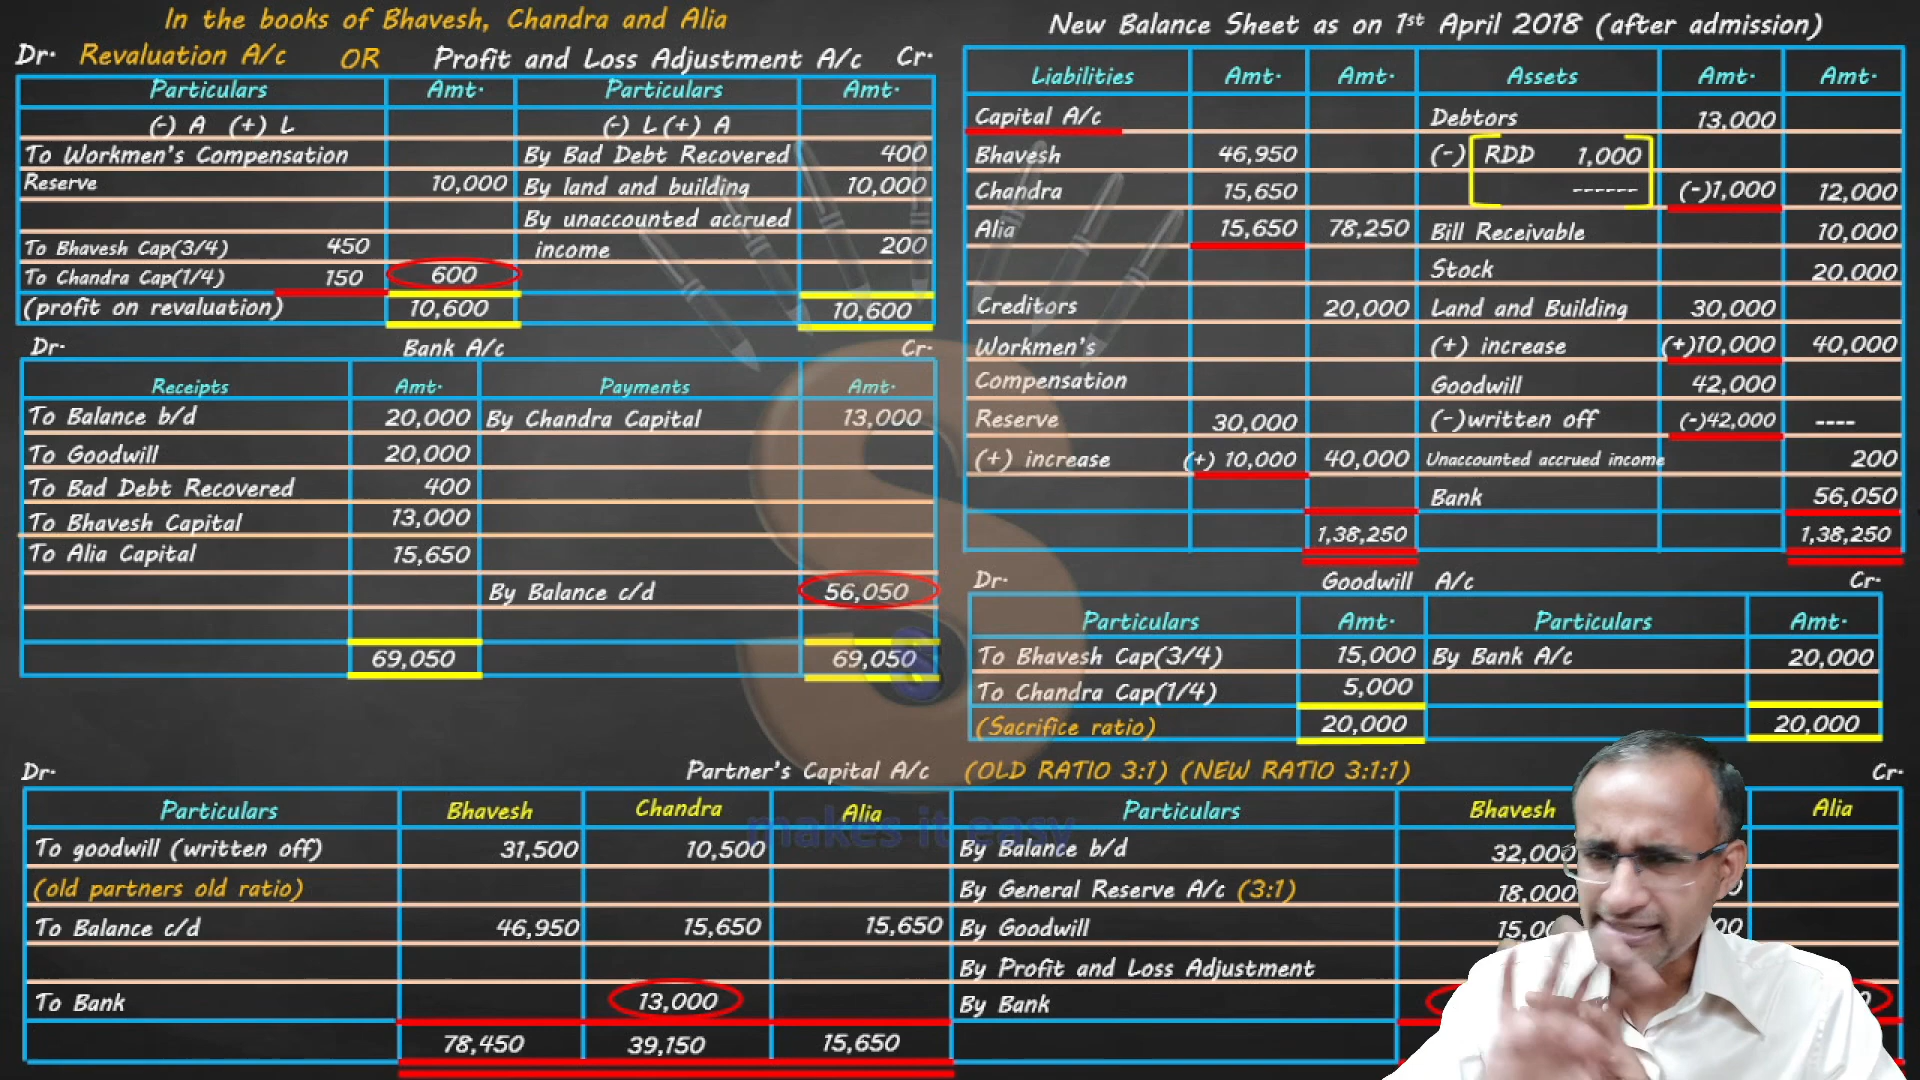 In the books of Bhavesh, Chandra and Alia
Dr. Revaluation A/c OR Profit and Loss Adjustment A/c Cr.
Particulars Amt. Particulars Amt.
(-) A (+) L (-) L (+) A
To Workmen's Compensation By Bad Debt Recovered 400
Reserve 10,000 By land and building 10,000
By unaccounted accrued
To Bhavesh Cap(3/4) 450 income 200
To Chandra Cap(1/4) 150 600
(profit on revaluation) 10,600 10,600
Dr. Bank A/c Cr.
Receipts Amt. Payments Amt.
To Balance b/d 20,000 By Chandra Capital 13,000
To Goodwill 20,000
To Bad Debt Recovered 400
To Bhavesh Capital 13,000
To Alia Capital 15,650
By Balance c/d 56,050
69,050 69,050
New Balance Sheet as on 1st April 2018 (after admission)
Liabilities Amt. Amt. Assets Amt. Amt.
Capital A/c Debtors 13,000
Bhavesh 46,950 (-) RDD 1,000
Chandra 15,650 ------ (-)1,000 12,000
Alia 15,650 78,250 Bill Receivable 10,000
Stock 20,000
Creditors 20,000 Land and Building 30,000
Workmen's (+) increase (+)10,000 40,000
Compensation Goodwill 42,000
Reserve 30,000 (-)written off (-)42,000 ----
(+) increase (+) 10,000 40,000 Unaccounted accrued income 200
Bank 56,050
1,38,250 1,38,250
Dr. Goodwill A/c Cr.
Particulars Amt. Particulars Amt.
To Bhavesh Cap(3/4) 15,000 By Bank A/c 20,000
To Chandra Cap(1/4) 5,000
(Sacrifice ratio) 20,000 20,000
Dr. Partner's Capital A/c (OLD RATIO 3:1) (NEW RATIO 3:1:1) Cr.
Particulars Bhavesh Chandra Alia Particulars Bhavesh Alia
To goodwill (written off) 31,500 10,500 By Balance b/d 32,000
(old partners old ratio) By General Reserve A/c (3:1) 18,000
To Balance c/d 46,950 15,650 15,650 By Goodwill
By Profit and Loss Adjustment
To Bank 13,000 By Bank
78,450 39,150 15,650
makes it easy